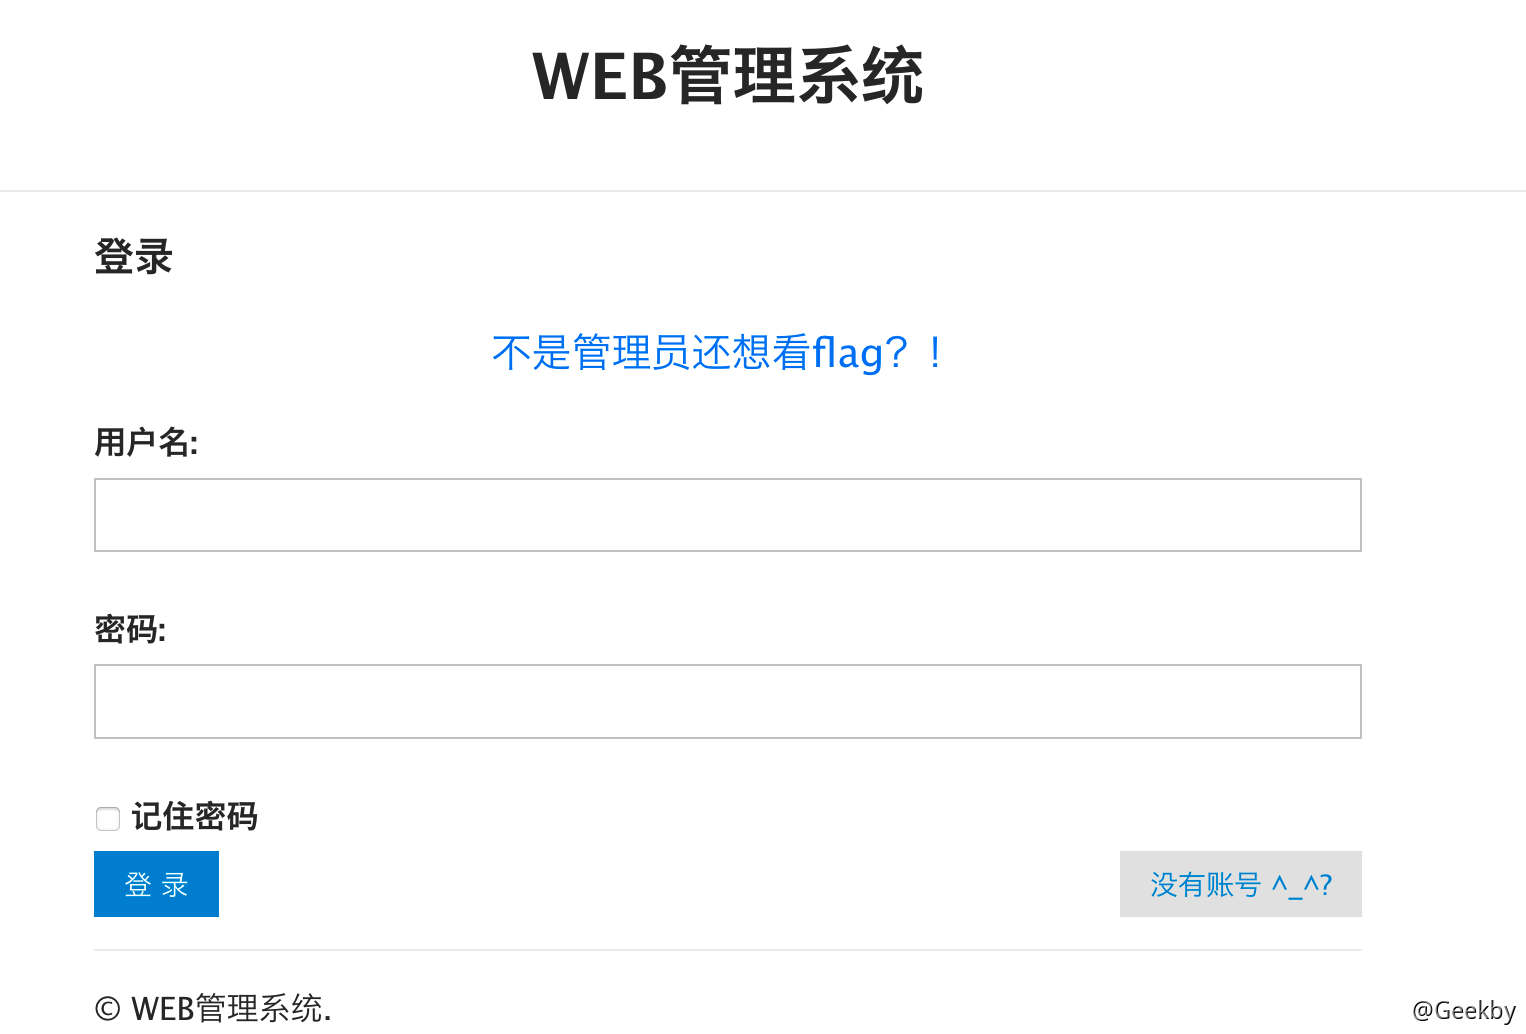 WEB管理系统
登录
不是管理员还想看flag？！
用户名:
密码:
记住密码
登 录
没有账号 ^_^?
© WEB管理系统.
@Geekby